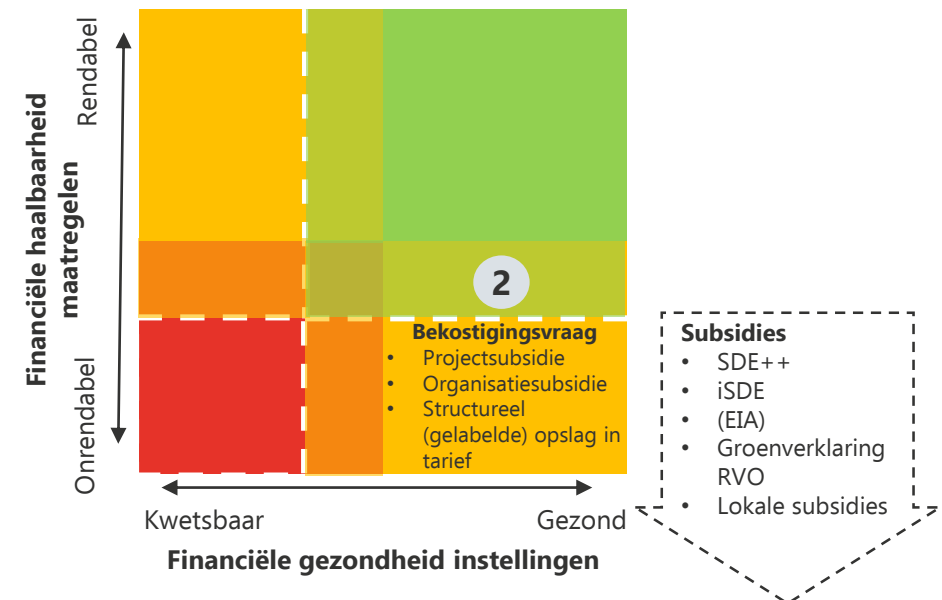 Financiële haalbaarheid
maatregelen
Rendabel
Onrendabel
2
Bekostigingsvraag
• Projectsubsidie
• Organisatiesubsidie
• Structureel
(gelabelde) opslag in
tarief
Kwetsbaar
Gezond
Financiële gezondheid instellingen
Subsidies
• SDE++
• iSDE
• (EIA)
• Groenverklaring
RVO
• Lokale subsidies